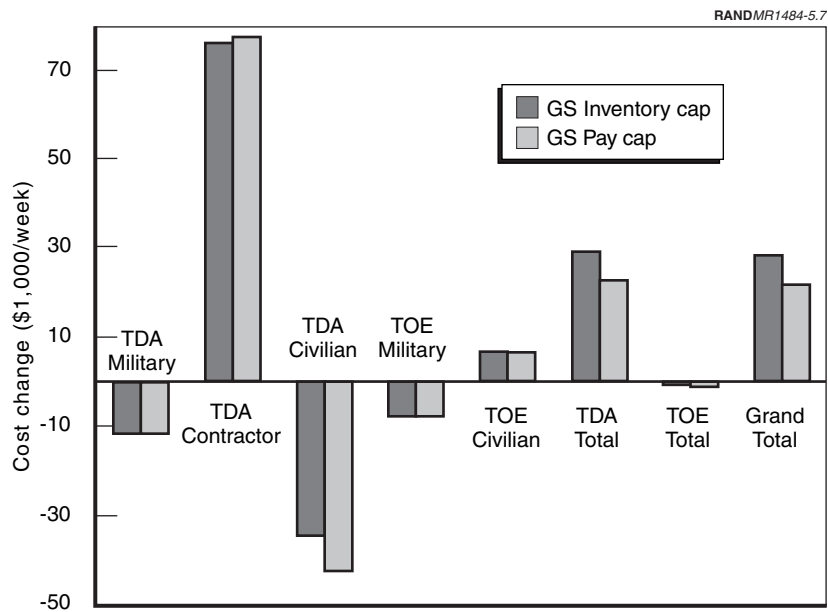 RANDMR1484-5.7
Cost change ($1,000/week)
70
50
30
10
-10
-30
-50
GS Inventory cap
GS Pay cap
TDA
Military
TDA
Contractor
TDA
Civilian
TOE
Military
TOE
Civilian
TDA
Total
TOE
Total
Grand
Total